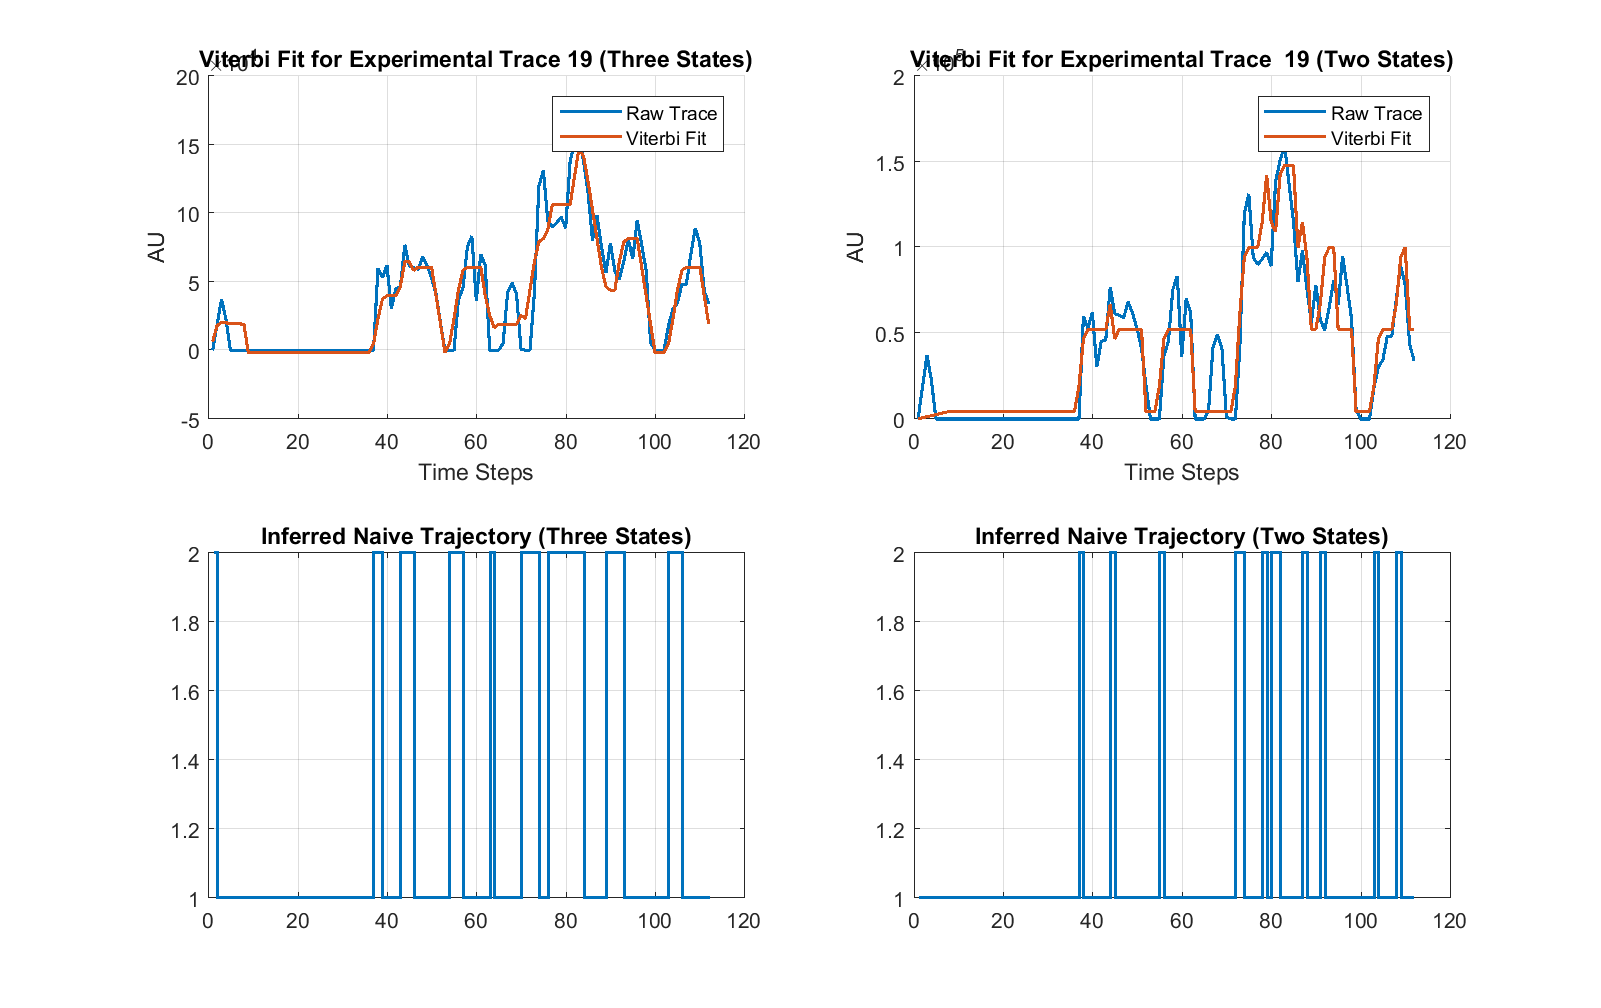 Viterbi Fit for Experimental Trace 19 (Three States)
20
15
10
5
0
-5
AU
Raw Trace
Viterbi Fit
0 20 40 60 80 100 120
Time Steps
Viterbi Fit for Experimental Trace 19 (Two States)
2
1.5
1
0.5
0
AU
Raw Trace
Viterbi Fit
0 20 40 60 80 100 120
Time Steps
Inferred Naive Trajectory (Three States)
2
1.8
1.6
1.4
1.2
1
0 20 40 60 80 100 120
Inferred Naive Trajectory (Two States)
2
1.8
1.6
1.4
1.2
1
0 20 40 60 80 100 120